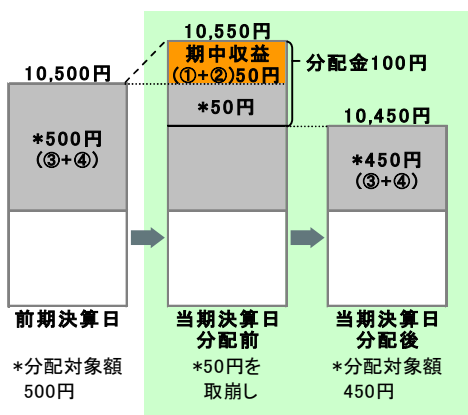 10,550円
期中収益
(①+②)50円
分配金100円
10,500円
*50円
10,450円
*500円
(③+④)
*450円
(③+④)
前期決算日
当期決算日
分配前
当期決算日
分配後
*分配対象額
500円
*50円を
取崩し
*分配対象額
450円